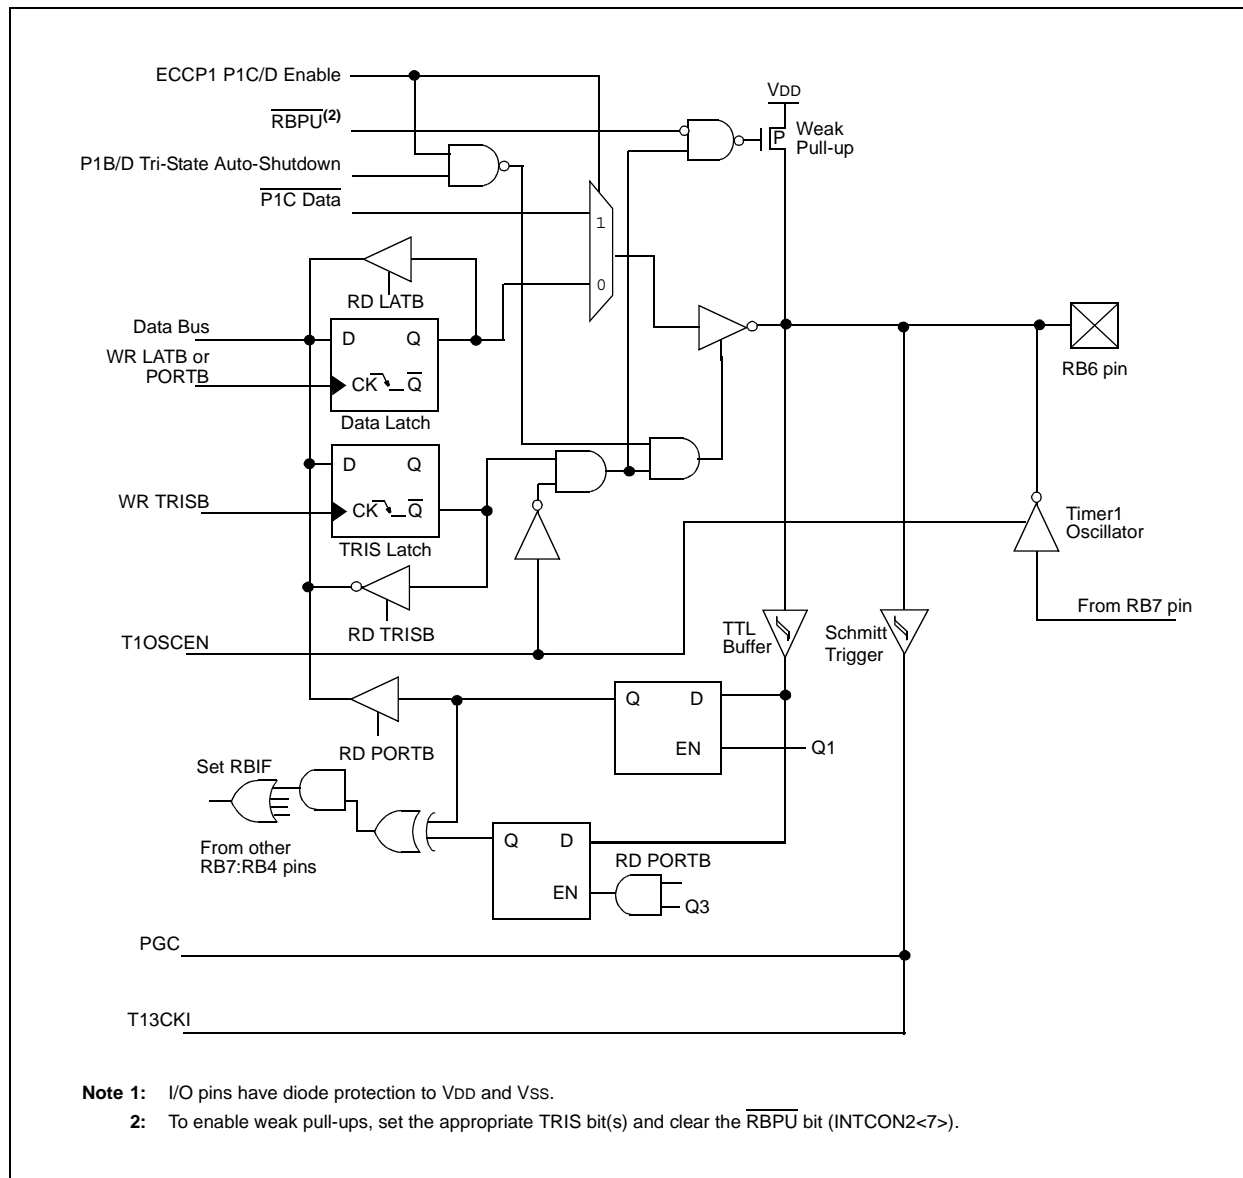 ECCP1 P1C/D Enable
RBPU(2)
VDD
P
Weak
Pull-up
P1B/D Tri-State Auto-Shutdown
P1C Data
1
0
RD LATB
Data Bus
D Q
WR LATB or
PORTB
CK Q
Data Latch
RB6 pin
D Q
WR TRISB
CK Q
TRIS Latch
Timer1
Oscillator
RD TRISB
From RB7 pin
T1OSCEN
TTL
Buffer
Schmitt
Trigger
Q D
EN
Q1
RD PORTB
Set RBIF
From other
RB7:RB4 pins
Q D
EN
RD PORTB
Q3
PGC
T13CKI
Note 1: I/O pins have diode protection to VDD and VSS.
2: To enable weak pull-ups, set the appropriate TRIS bit(s) and clear the RBPU bit (INTCON2<7>).